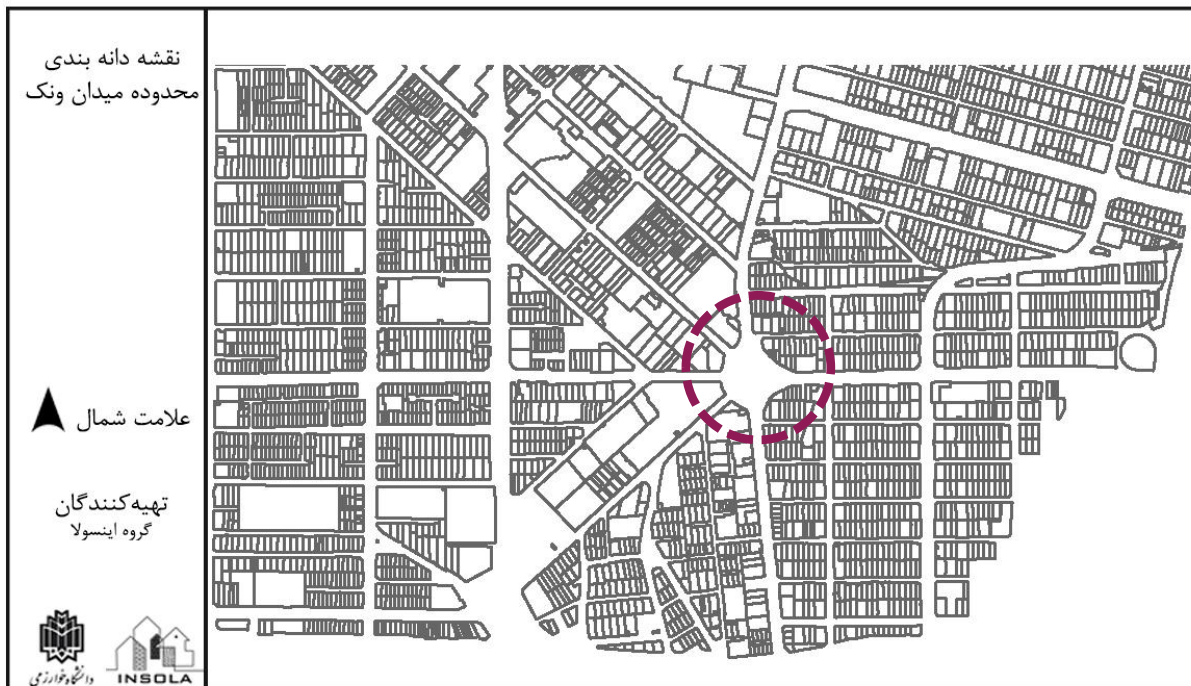 نقشه دانه بندی
محدوده میدان ونک
علامت شمال
تهیه‌کنندگان
گروه اینسولا
دانشگاه خوارزمی
INSOLA